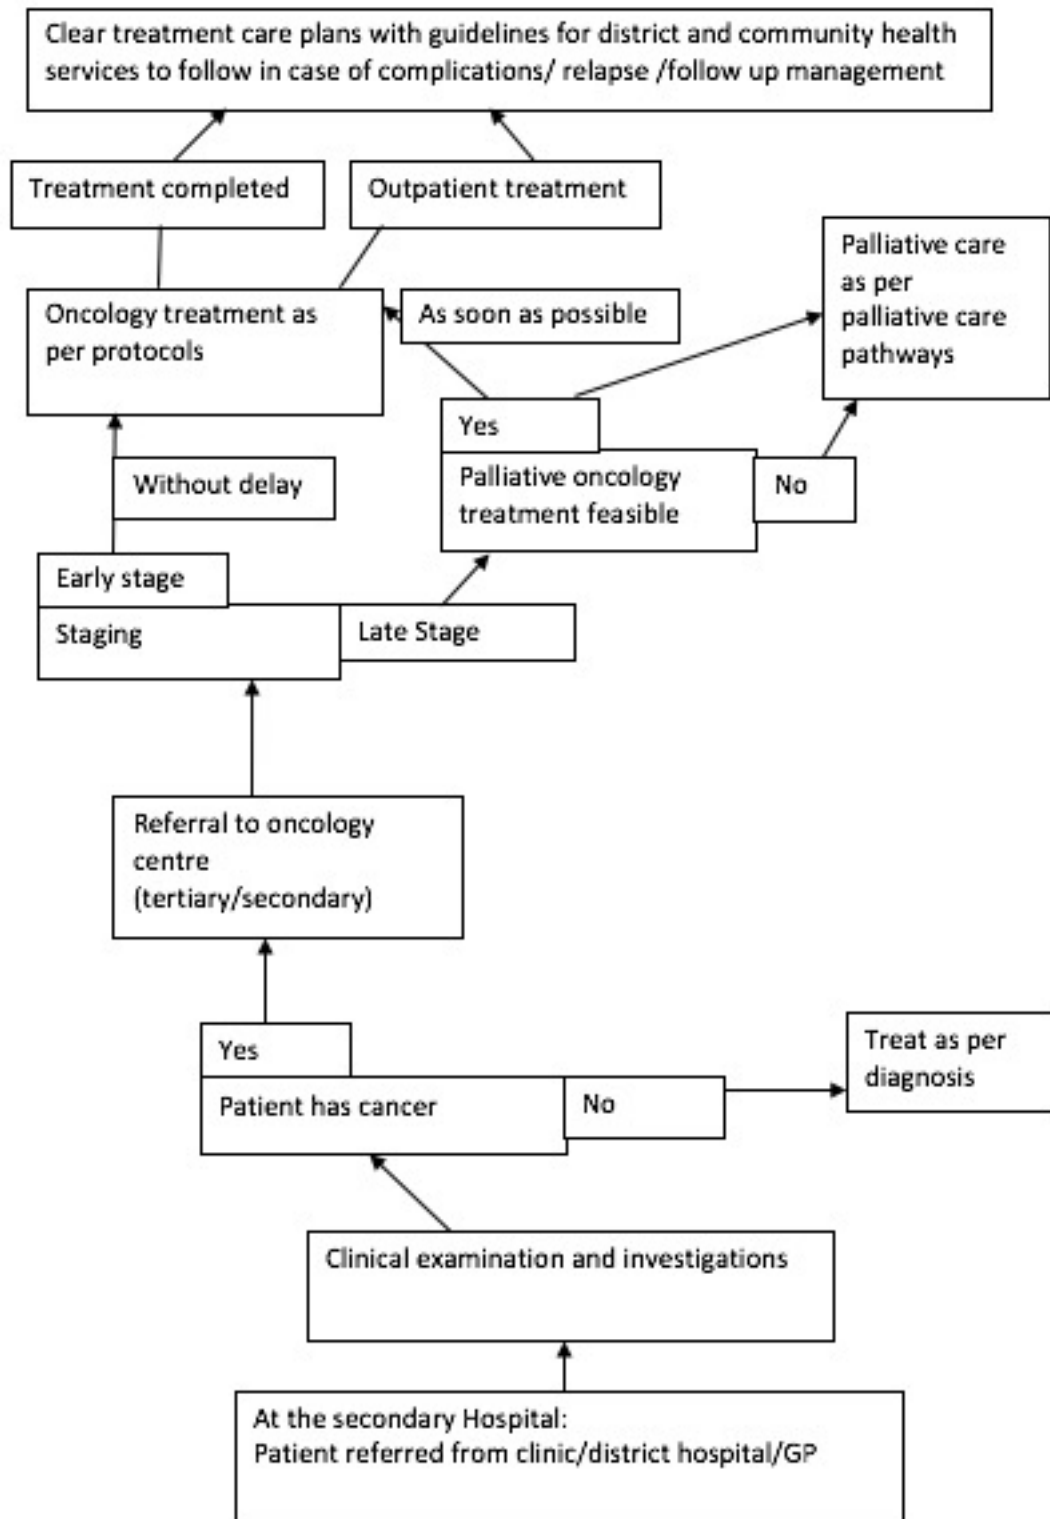 Clear treatment care plans with guidelines for district and community health
services to follow in case of complications/ relapse /follow up management
Treatment completed
Outpatient treatment
Palliative care
as per
palliative care
pathways
Oncology treatment as
per protocols
As soon as possible
Yes
Palliative oncology
treatment feasible
No
Without delay
Early stage
Staging
Late Stage
Referral to oncology
centre
(tertiary/secondary)
Yes
Patient has cancer
No
Treat as per
diagnosis
Clinical examination and investigations
At the secondary Hospital:
Patient referred from clinic/district hospital/GP